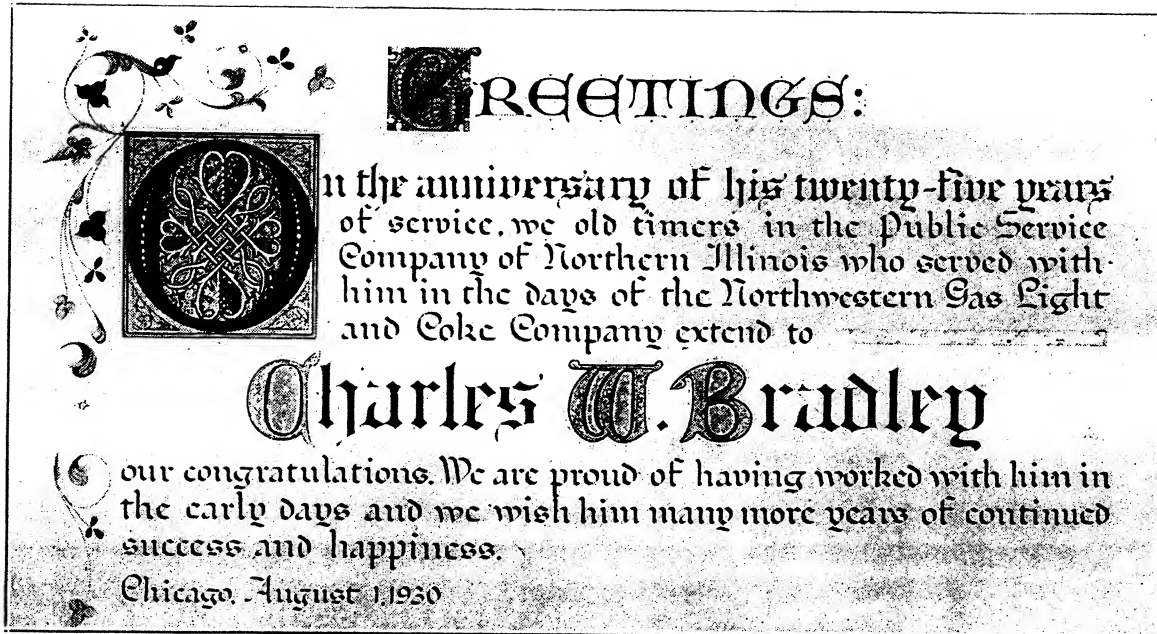 GREETINGS:
On the anniversary of his twenty-five years
of service, we old timers in the Public Service
Company of Northern Illinois who served with
him in the days of the Northwestern Gas Light
and Coke Company extend to
Charles W. Bradley
our congratulations. We are proud of having worked with him in
the early days and we wish him many more years of continued
success and happiness.
Chicago, August 1, 1930